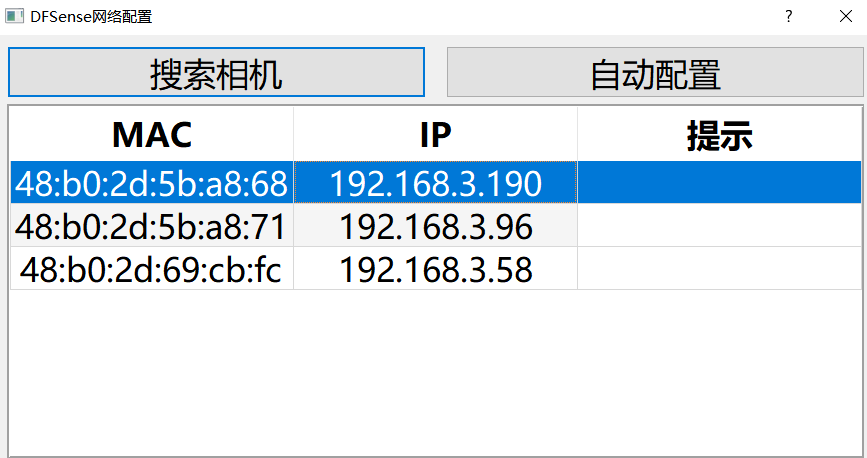 DFSense网络配置
搜索相机 自动配置
MAC IP 提示
48:b0:2d:5b:a8:68 192.168.3.190
48:b0:2d:5b:a8:71 192.168.3.96
48:b0:2d:69:cb:fc 192.168.3.58